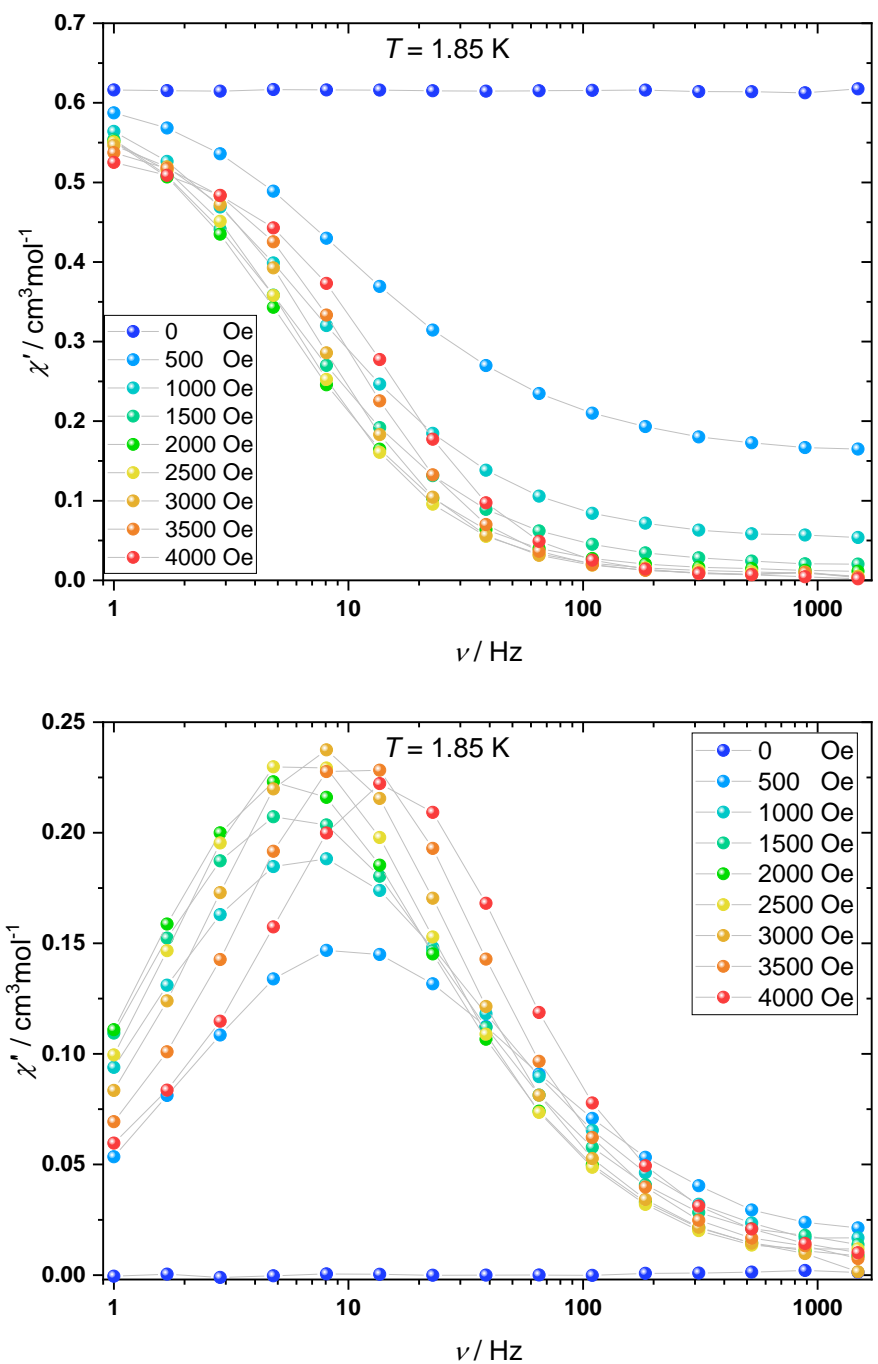 T = 1.85 K
0.7
0.6
0.5
0.4
0.3
0.2
0.1
0.0
χ′ / cm³mol⁻¹
0 Oe
500 Oe
1000 Oe
1500 Oe
2000 Oe
2500 Oe
3000 Oe
3500 Oe
4000 Oe
1 10 100 1000
ν / Hz
T = 1.85 K
0.25
0.20
0.15
0.10
0.05
0.00
χ″ / cm³mol⁻¹
0 Oe
500 Oe
1000 Oe
1500 Oe
2000 Oe
2500 Oe
3000 Oe
3500 Oe
4000 Oe
1 10 100 1000
ν / Hz